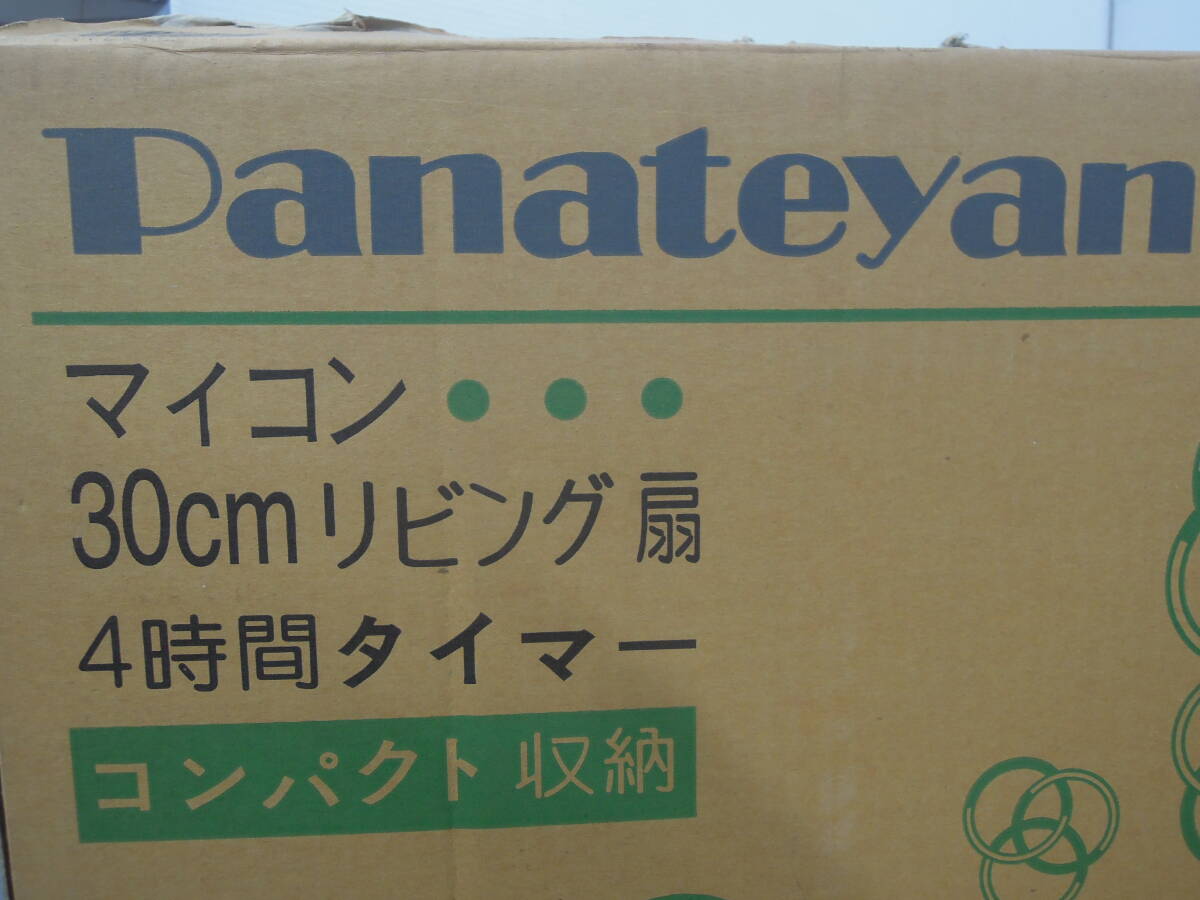 Panateyan
マイコン・・・
30cmリビング扇
4時間タイマー
コンパクト収納